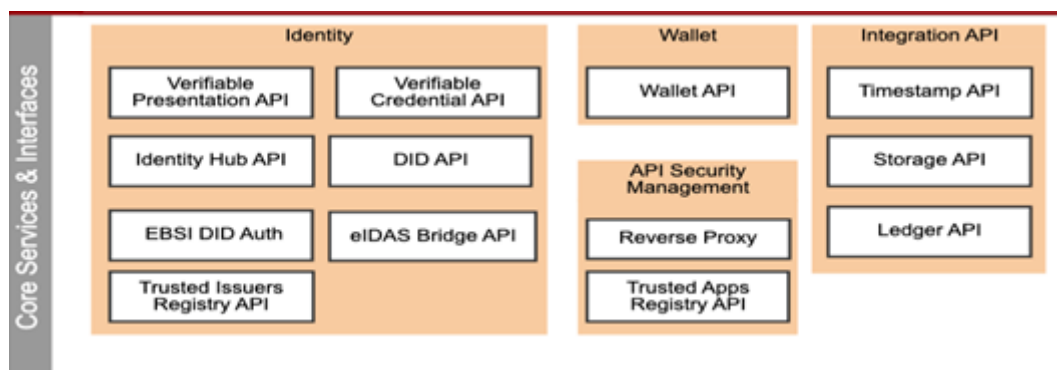 Core Services & Interfaces
Identity
Verifiable
Presentation API
Verifiable
Credential API
Identity Hub API
DID API
EBSI DID Auth
eIDAS Bridge API
Trusted Issuers
Registry API
Wallet
Wallet API
API Security
Management
Reverse Proxy
Trusted Apps
Registry API
Integration API
Timestamp API
Storage API
Ledger API